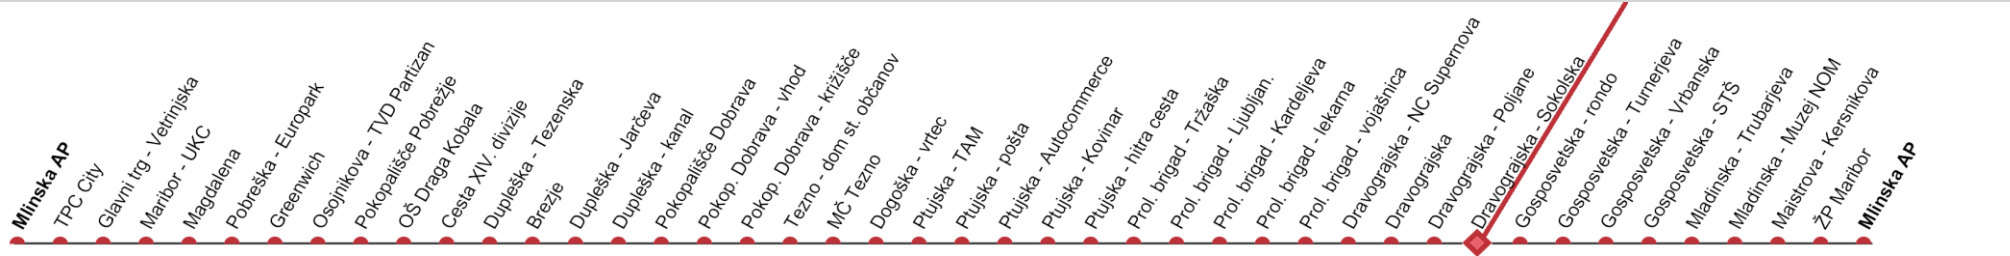 Mlinska AP
TPC City
Glavni trg - Vetrinjska
Maribor - UKC
Magdalena
Pobreška - Europark
Greenwich
Osojnikova - TVD Partizan
Pokopališče Pobrežje
OŠ Draga Kobala
Cesta XIV. divizije
Dupleška - Tezenska
Brezje
Dupleška - Jarčeva
Dupleška - kanal
Pokopališče Dobrava
Pokop. Dobrava - vhod
Pokop. Dobrava - križišče
Tezno - dom st. občanov
MČ Tezno
Dogoška - vrtec
Ptujska - TAM
Ptujska - pošta
Ptujska - Autocommerce
Ptujska - Kovinar
Ptujska - hitra cesta
Prol. brigad - Tržaška
Prol. brigad - Ljubljan.
Prol. brigad - Kardeljeva
Prol. brigad - lekarna
Prol. brigad - vojašnica
Dravograjska - NC Supernova
Dravograjska
Dravograjska - Poljane
Dravograjska - Sokolska
Gosposvetska - rondo
Gosposvetska - Turnerjeva
Gosposvetska - Vrbanska
Gosposvetska - STŠ
Mladinska - Trubarjeva
Mladinska - Muzej NOM
Maistrova - Kersnikova
ŽP Maribor
Mlinska AP